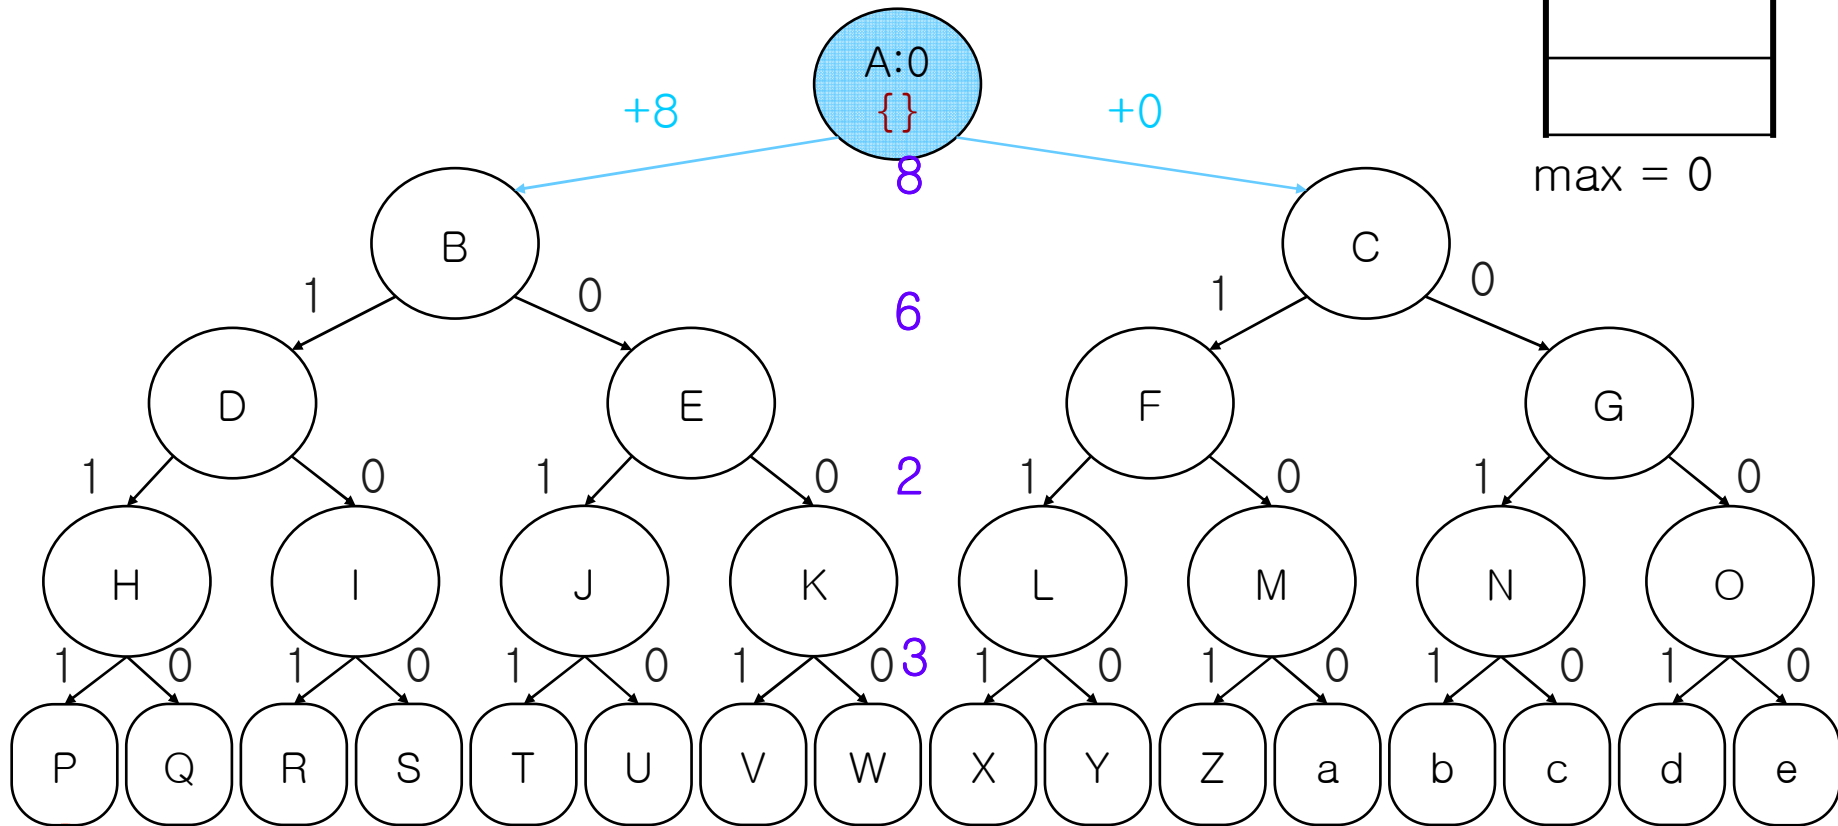 A:0
{}
+8
+0
8
max = 0
B
C
1
0
6
1
0
D
E
F
G
1
0
1
0
2
1
0
1
0
H
I
J
K
L
M
N
O
1
0
1
0
1
0
1
0
3
1
0
1
0
1
0
1
0
P
Q
R
S
T
U
V
W
X
Y
Z
a
b
c
d
e